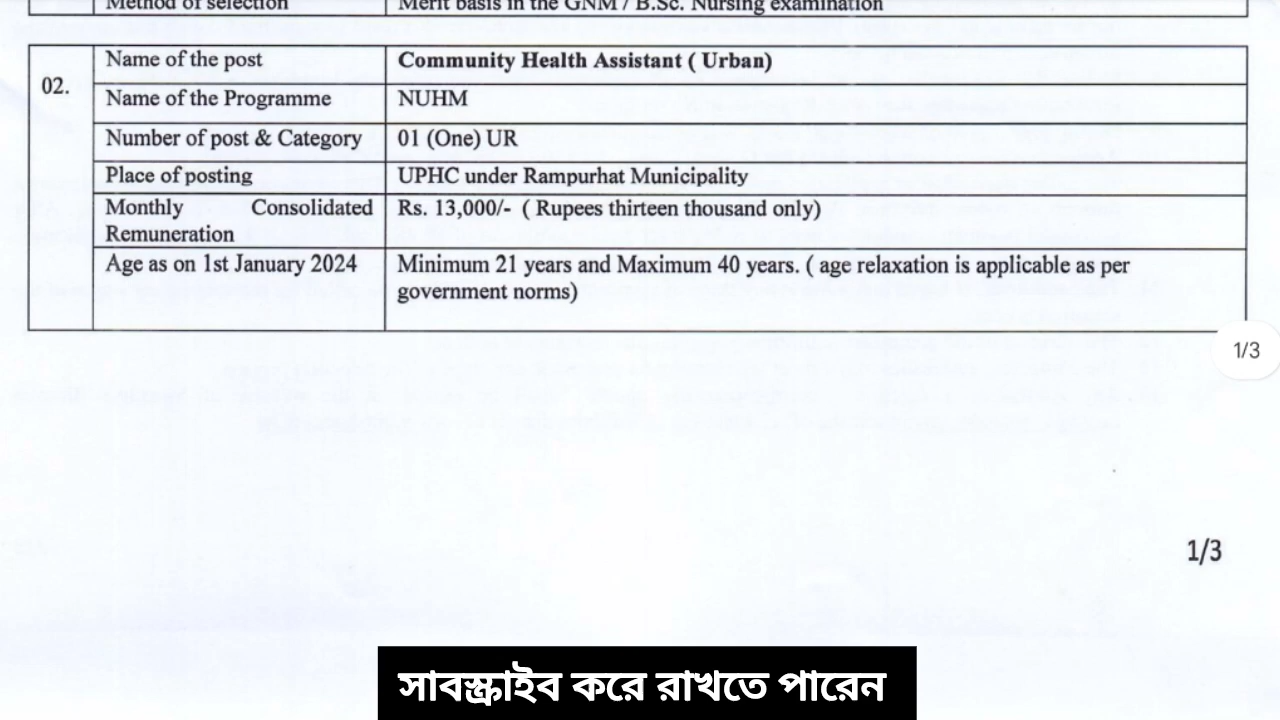 Method of selection Merit basis in the GNM / B.Sc. Nursing examination
02.
Name of the post Community Health Assistant ( Urban)
Name of the Programme NUHM
Number of post & Category 01 (One) UR
Place of posting UPHC under Rampurhat Municipality
Monthly Consolidated Rs. 13,000/- ( Rupees thirteen thousand only)
Remuneration
Age as on 1st January 2024 Minimum 21 years and Maximum 40 years. ( age relaxation is applicable as per
government norms)
1/3
1/3
সাবস্ক্রাইব করে রাখতে পারেন